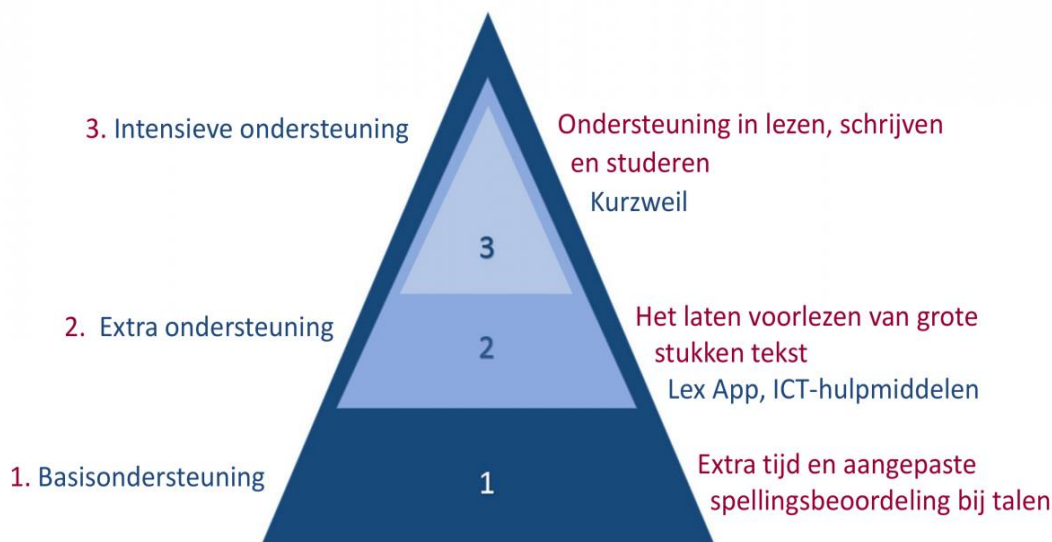 3. Intensieve ondersteuning
Ondersteuning in lezen, schrijven
en studeren
Kurzweil
3
2. Extra ondersteuning
Het laten voorlezen van grote
stukken tekst
Lex App, ICT-hulpmiddelen
2
1. Basisondersteuning
Extra tijd en aangepaste
spellingsbeoordeling bij talen
1